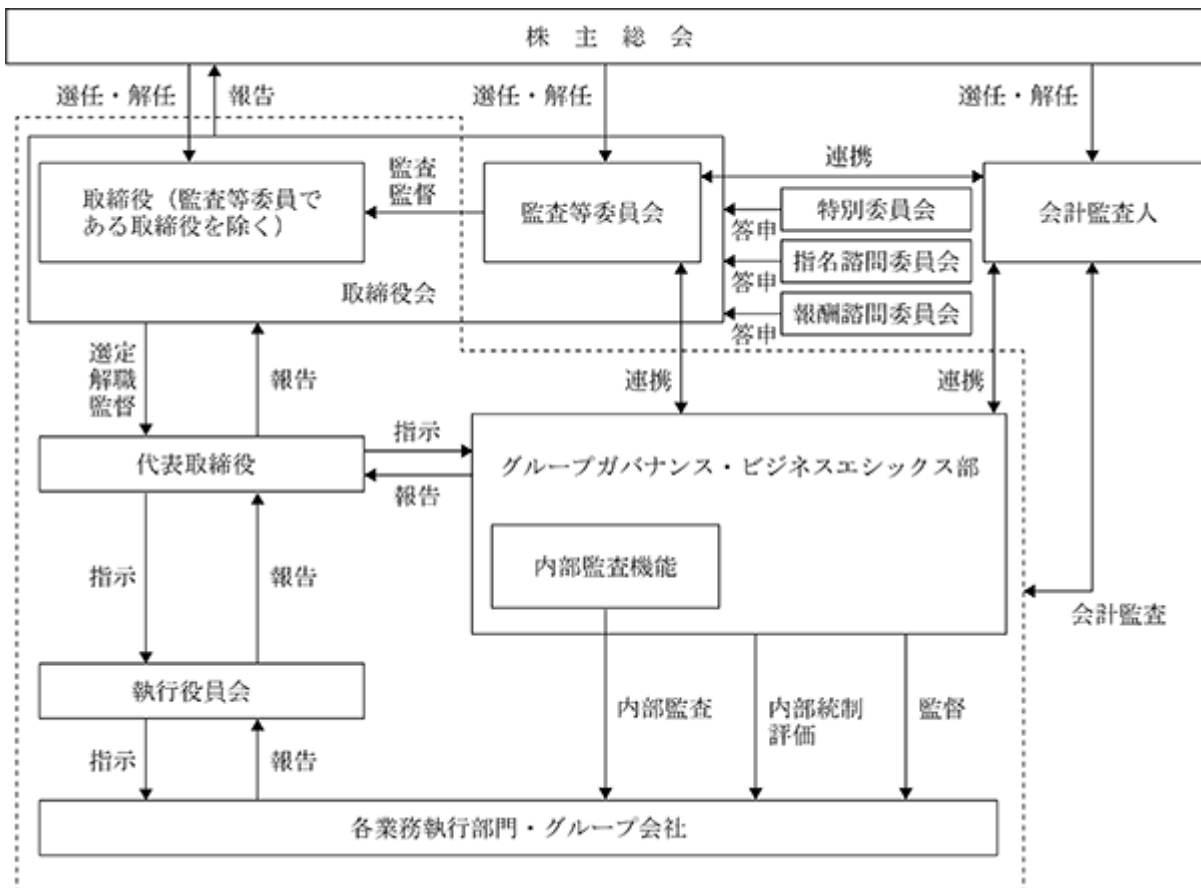 株主総会
選任・解任
報告
選任・解任
選任・解任
取締役（監査等委員で
ある取締役を除く）
監査
監督
監査等委員会
連携
会計監査人
特別委員会
答申
指名諮問委員会
答申
報酬諮問委員会
答申
取締役会
選定
解職
監督
報告
連携
連携
代表取締役
指示
報告
グループガバナンス・ビジネスエシックス部
内部監査機能
指示
報告
会計監査
執行役員会
内部監査
内部統制
評価
監督
指示
報告
各業務執行部門・グループ会社